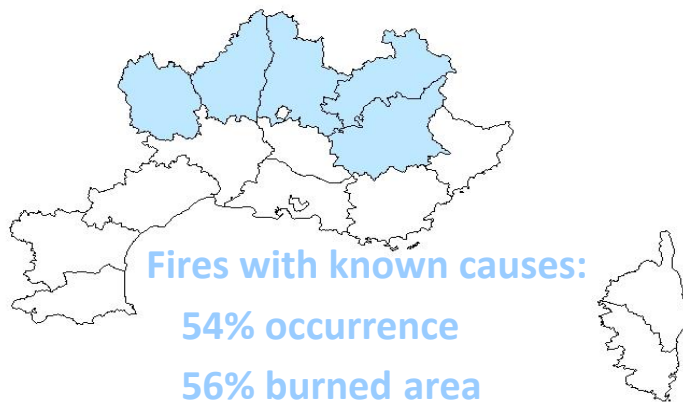 Fires with known causes:
54% occurrence
56% burned area